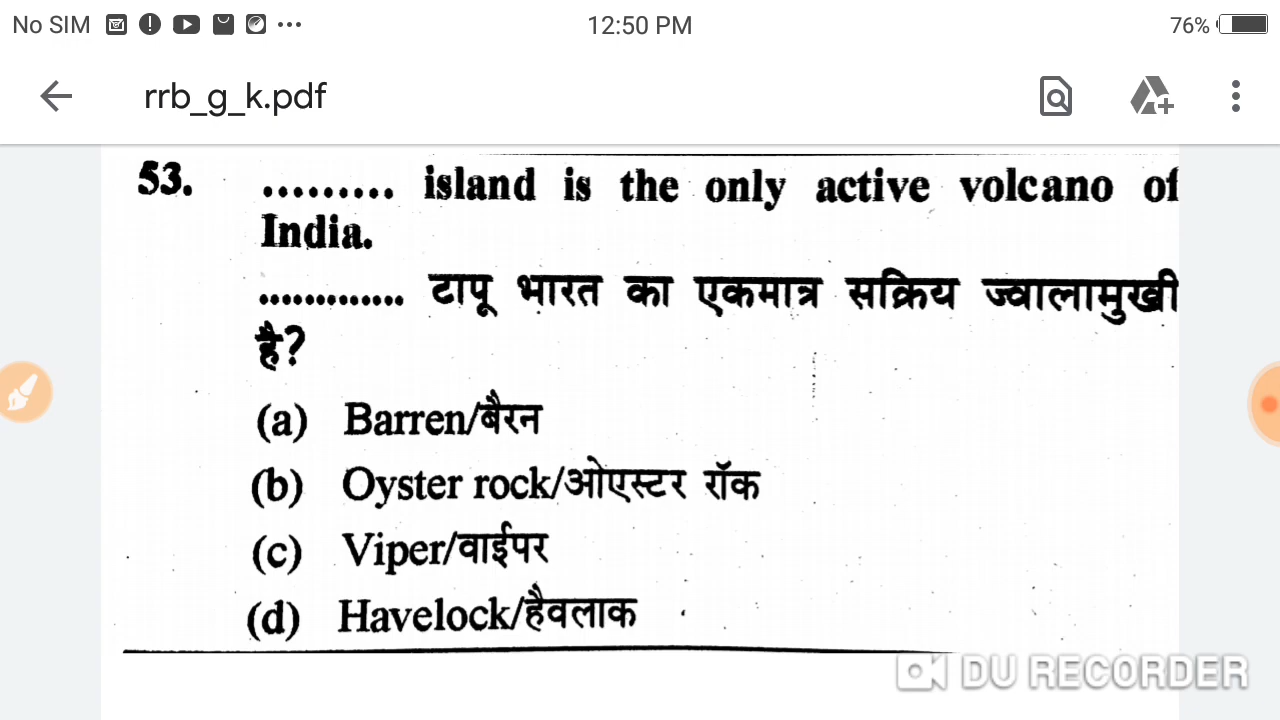 No SIM 12:50 PM 76%
rrb_g_k.pdf
53. ......... island is the only active volcano of
India.
............. टापू भारत का एकमात्र सक्रिय ज्वालामुखी
है?
(a) Barren/बैरन
(b) Oyster rock/ओएस्टर रॉक
(c) Viper/वाईपर
(d) Havelock/हैवलाक
DU RECORDER